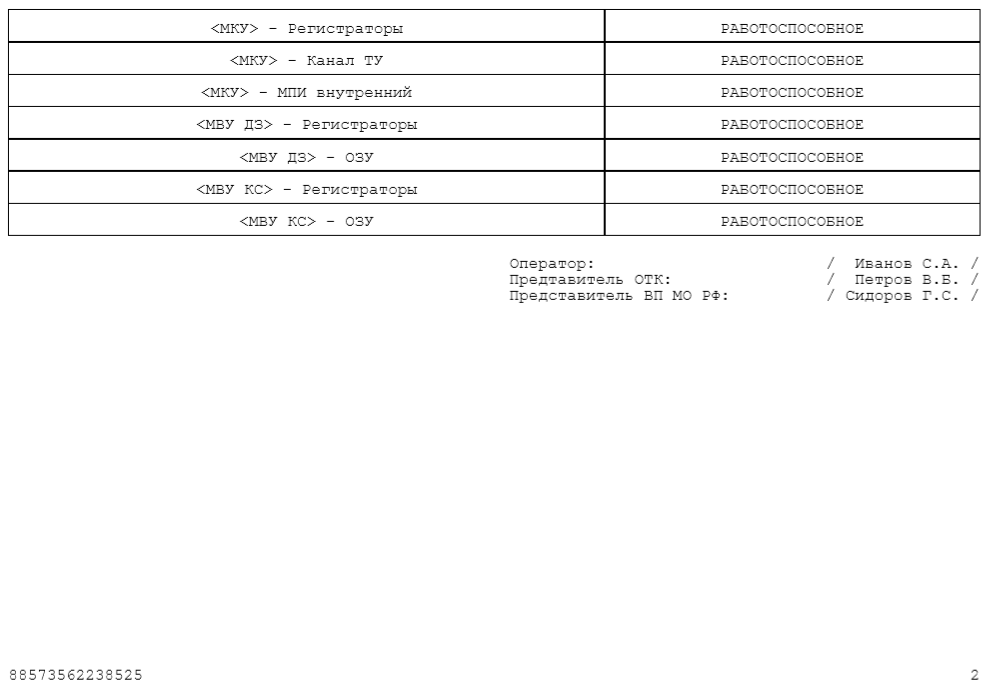 <МКУ> - Регистраторы РАБОТОСПОСОБНОЕ
<МКУ> - Канал ТУ РАБОТОСПОСОБНОЕ
<МКУ> - МПИ внутренний РАБОТОСПОСОБНОЕ
<МВУ ДЗ> - Регистраторы РАБОТОСПОСОБНОЕ
<МВУ ДЗ> - ОЗУ РАБОТОСПОСОБНОЕ
<МВУ КС> - Регистраторы РАБОТОСПОСОБНОЕ
<МВУ КС> - ОЗУ РАБОТОСПОСОБНОЕ
Оператор: / Иванов С.А. /
Предтавитель ОТК: / Петров В.Б. /
Представитель ВП МО РФ: / Сидоров Г.С. /
88573562238525 2